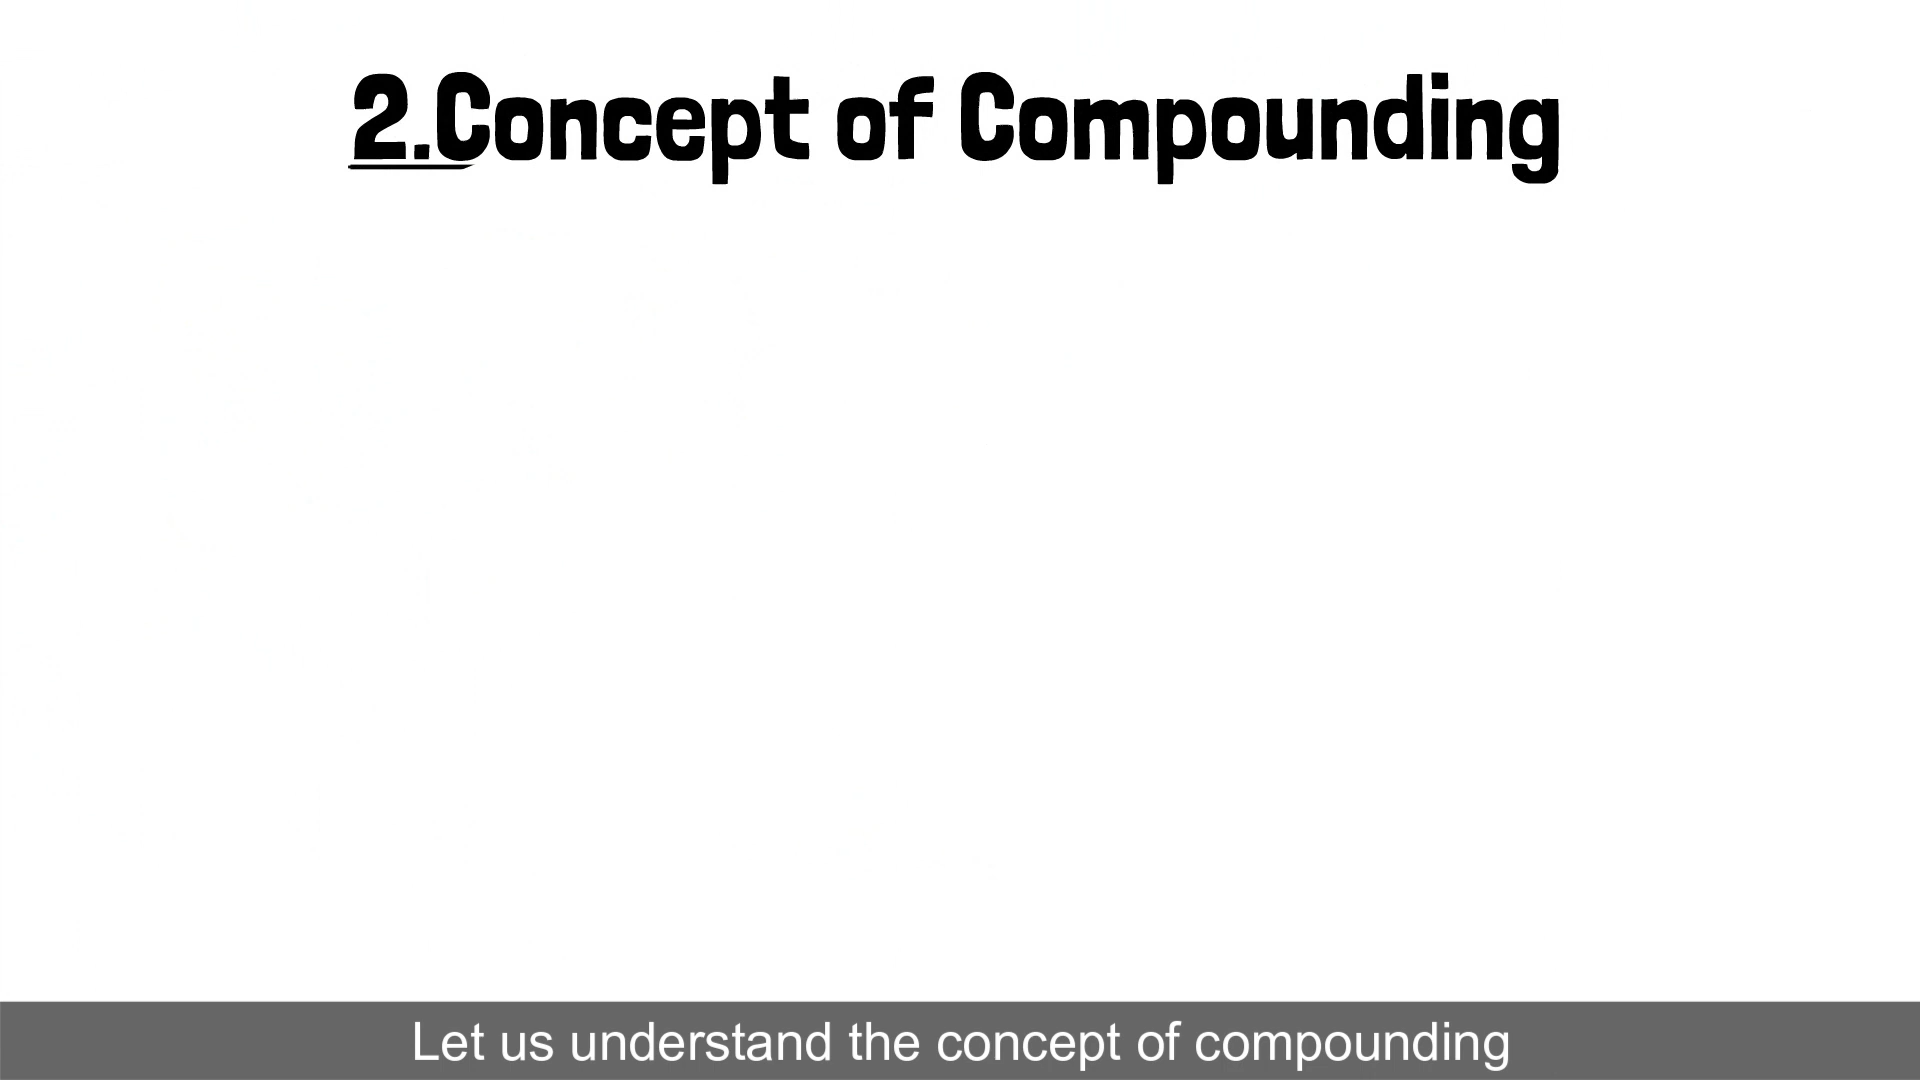 2.Concept of Compounding
Let us understand the concept of compounding